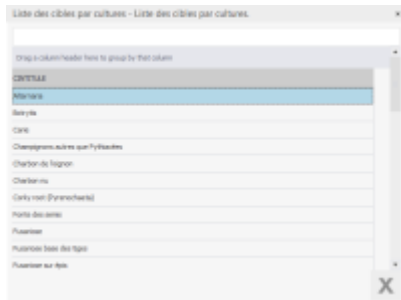 Liste des cibles par cultures - Liste des cibles par cultures.
Drag a column header here to group by that column
Alternaria
Botrytis
Carie
Champignons autres que Pythiacées
Charbon de l'oignon
Charbon nu
Corky root (Pyrenochaeta)
Fonte des semis
Fusariose
Fusariose base des tiges
Fusariose sur épis
X